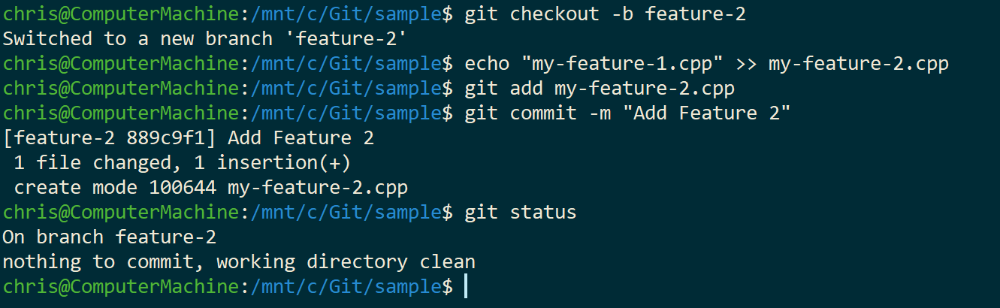 chris@ComputerMachine:/mnt/c/Git/sample$ git checkout -b feature-2
Switched to a new branch 'feature-2'
chris@ComputerMachine:/mnt/c/Git/sample$ echo "my-feature-1.cpp" >> my-feature-2.cpp
chris@ComputerMachine:/mnt/c/Git/sample$ git add my-feature-2.cpp
chris@ComputerMachine:/mnt/c/Git/sample$ git commit -m "Add Feature 2"
[feature-2 889c9f1] Add Feature 2
 1 file changed, 1 insertion(+)
 create mode 100644 my-feature-2.cpp
chris@ComputerMachine:/mnt/c/Git/sample$ git status
On branch feature-2
nothing to commit, working directory clean
chris@ComputerMachine:/mnt/c/Git/sample$